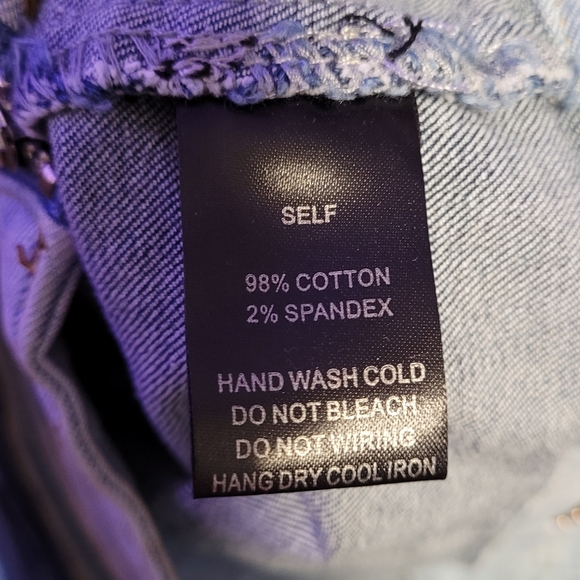 SELF
98% COTTON
2% SPANDEX
HAND WASH COLD
DO NOT BLEACH
DO NOT WIRING
HANG DRY COOL IRON